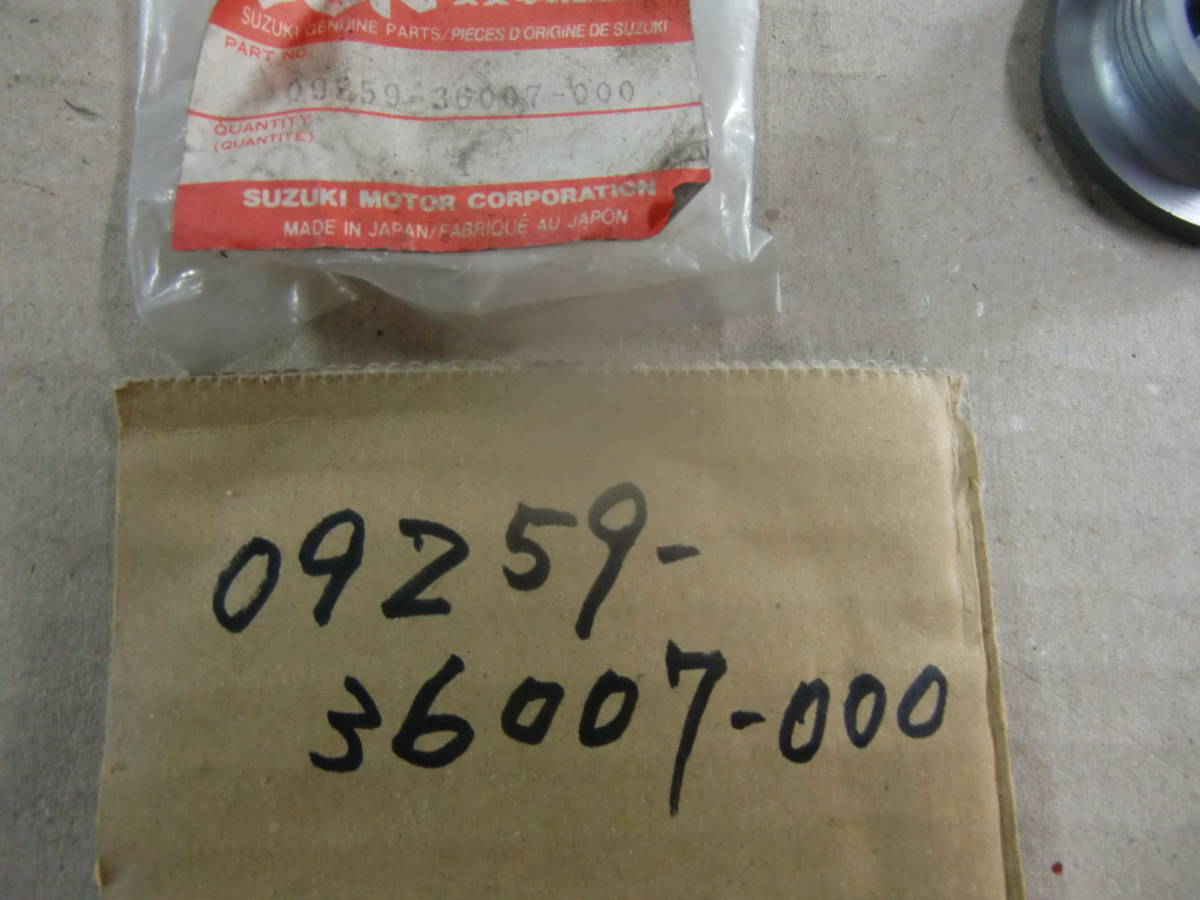 SUZUKI GENUINE PARTS/PIECES D'ORIGINE DE SUZUKI
PART NO.
09259-36007-000
QUANTITY
(QUANTITE)
SUZUKI MOTOR CORPORATION
MADE IN JAPAN/FABRIQUÉ AU JAPON
09259-
36007-000